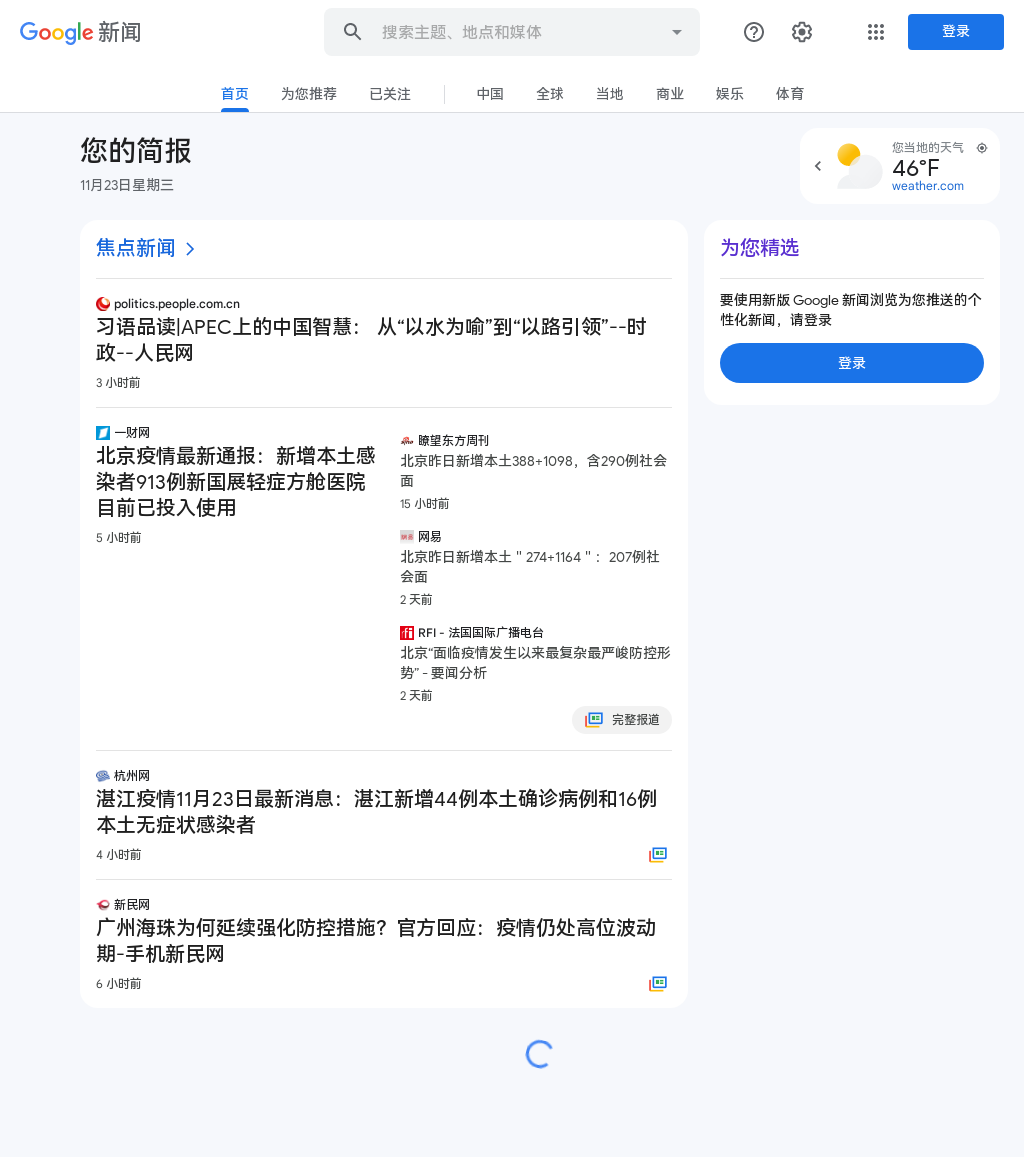 Google 新闻
搜索主题、地点和媒体
登录
首页
为您推荐
已关注
中国
全球
当地
商业
娱乐
体育
您的简报
11月23日星期三
您当地的天气
46°F
weather.com
焦点新闻
politics.people.com.cn
习语品读|APEC上的中国智慧： 从“以水为喻”到“以路引领”--时
政--人民网
3 小时前
一财网
北京疫情最新通报：新增本土感
染者913例新国展轻症方舱医院
目前已投入使用
5 小时前
瞭望东方周刊
北京昨日新增本土388+1098，含290例社会
面
15 小时前
网易
北京昨日新增本土＂274+1164＂：207例社
会面
2 天前
RFI - 法国国际广播电台
北京“面临疫情发生以来最复杂最严峻防控形
势” - 要闻分析
2 天前
完整报道
杭州网
湛江疫情11月23日最新消息：湛江新增44例本土确诊病例和16例
本土无症状感染者
4 小时前
新民网
广州海珠为何延续强化防控措施？官方回应：疫情仍处高位波动
期-手机新民网
6 小时前
为您精选
要使用新版 Google 新闻浏览为您推送的个
性化新闻，请登录
登录